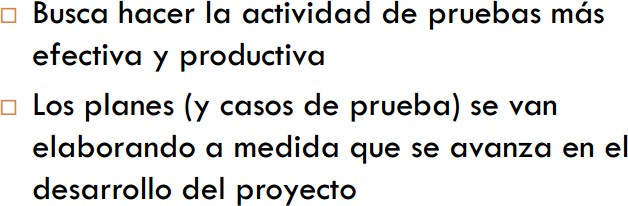 Busca hacer la actividad de pruebas más
efectiva y productiva
Los planes (y casos de prueba) se van
elaborando a medida que se avanza en el
desarrollo del proyecto